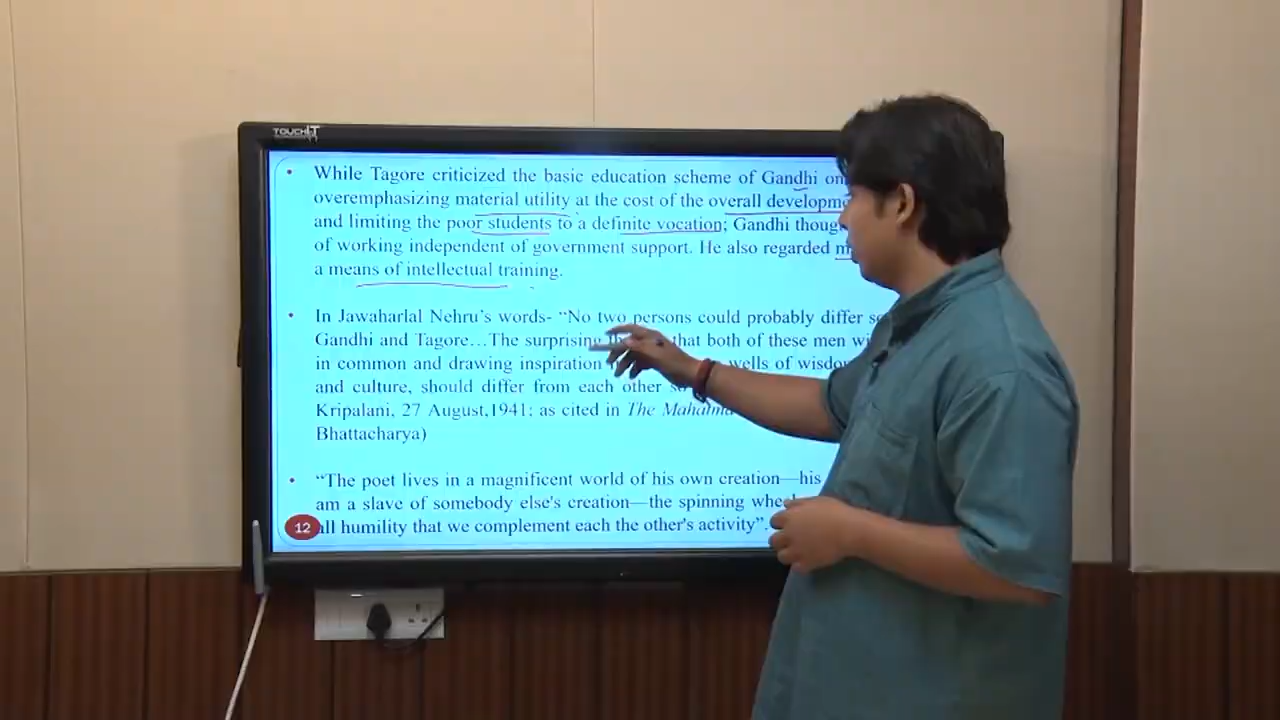 TOUCHIT
• While Tagore criticized the basic education scheme of Gandhi on
overemphasizing material utility at the cost of the overall developme
and limiting the poor students to a definite vocation; Gandhi though
of working independent of government support. He also regarded m
a means of intellectual training.
• In Jawaharlal Nehru's words- “No two persons could probably differ so
Gandhi and Tagore…The surprising that both of these men wi
in common and drawing inspiration wells of wisdom
and culture, should differ from each other
Kripalani, 27 August,1941; as cited in The Mahatma
Bhattacharya)
• “The poet lives in a magnificent world of his own creation—his
am a slave of somebody else's creation—the spinning whee
all humility that we complement each the other's activity”.
12